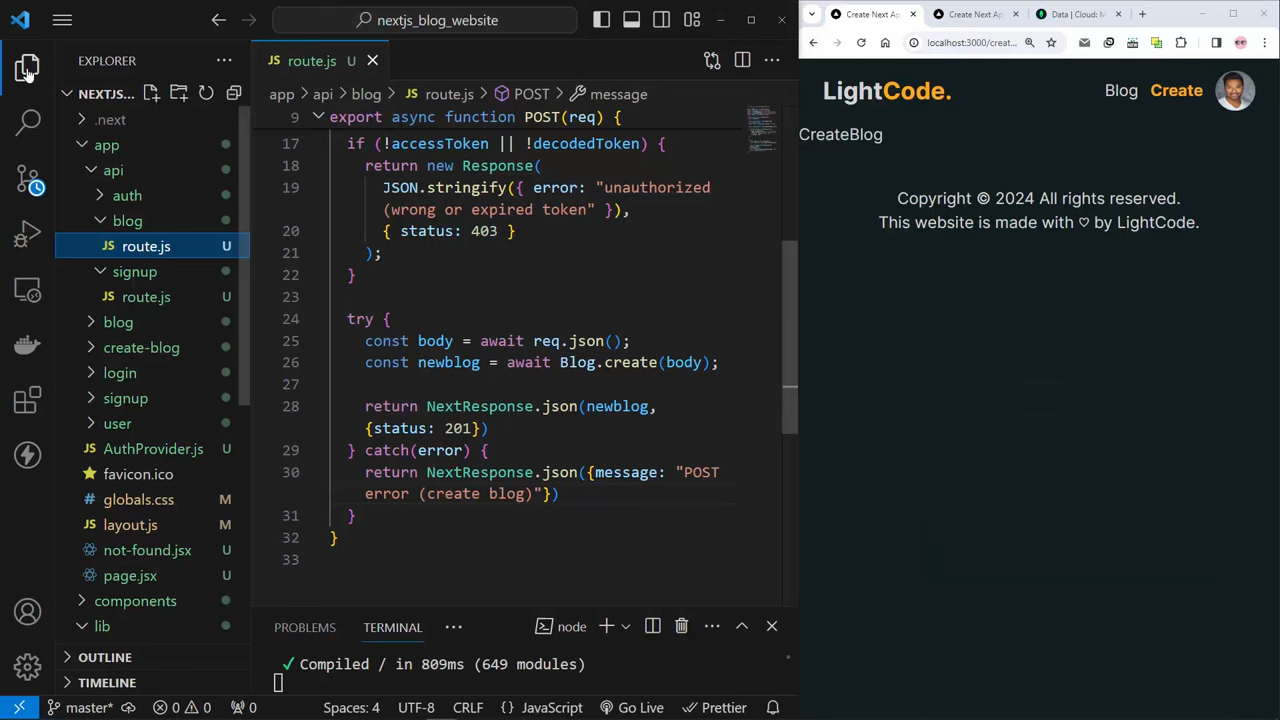 nextjs_blog_website
EXPLORER
NEXTJS...
.next
app
api
auth
blog
JS route.js U
signup
JS route.js U
blog
create-blog
login
signup
user
JS AuthProvider.js U
favicon.ico
# globals.css M
JS layout.js M
not-found.jsx U
page.jsx U
components
lib
OUTLINE
TIMELINE
JS route.js U
app > api > blog > JS route.js > POST > message
9 export async function POST(req) {
17 if (!accessToken || !decodedToken) {
18 return new Response(
19 JSON.stringify({ error: "unauthorized
(wrong or expired token" }),
20 { status: 403 }
21 );
22 }
23
24 try {
25 const body = await req.json();
26 const newblog = await Blog.create(body);
27
28 return NextResponse.json(newblog,
{status: 201})
29 } catch(error) {
30 return NextResponse.json({message: "POST
error (create blog)"})
31 }
32 }
33
PROBLEMS TERMINAL
node
✓ Compiled / in 809ms (649 modules)
master* 0 0 0 Spaces: 4 UTF-8 CRLF JavaScript Go Live Prettier
Create Next Ap Create Next Ap Data | Cloud: M
localhost:3000/creat...
LightCode. Blog Create
CreateBlog
Copyright © 2024 All rights reserved.
This website is made with ♡ by LightCode.